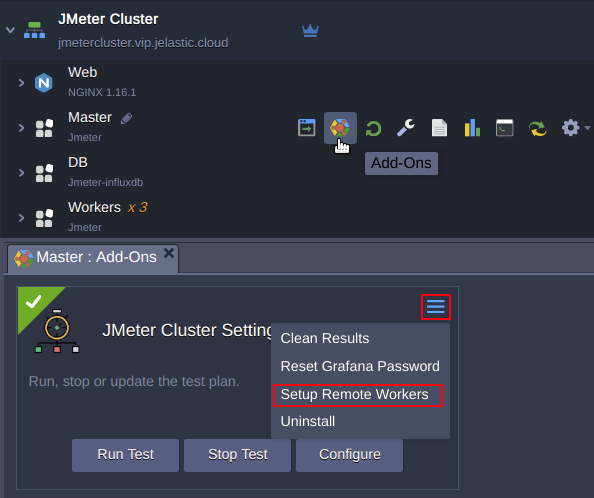 JMeter Cluster
jmetercluster.vip.jelastic.cloud
Web
NGINX 1.16.1
Master
Jmeter
Add-Ons
DB
Jmeter-influxdb
Workers x 3
Jmeter
Master : Add-Ons
JMeter Cluster Setting
Clean Results
Reset Grafana Password
Setup Remote Workers
Uninstall
Run, stop or update the test plan.
Run Test Stop Test Configure